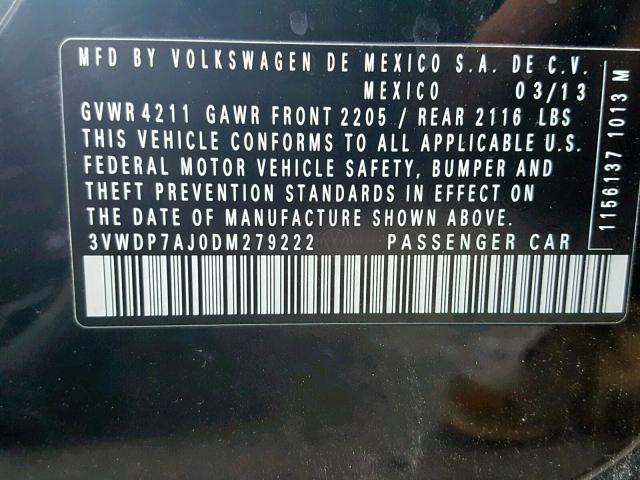 MFD BY VOLKSWAGEN DE MEXICO S.A. DE C.V.
MEXICO 03/13
GVWR 4211 GAWR FRONT 2205 / REAR 2116 LBS
THIS VEHICLE CONFORMS TO ALL APPLICABLE U.S.
FEDERAL MOTOR VEHICLE SAFETY, BUMPER AND
THEFT PREVENTION STANDARDS IN EFFECT ON
THE DATE OF MANUFACTURE SHOWN ABOVE.
3VWDP7AJ0DM279222 PASSENGER CAR
1156137 1013 M